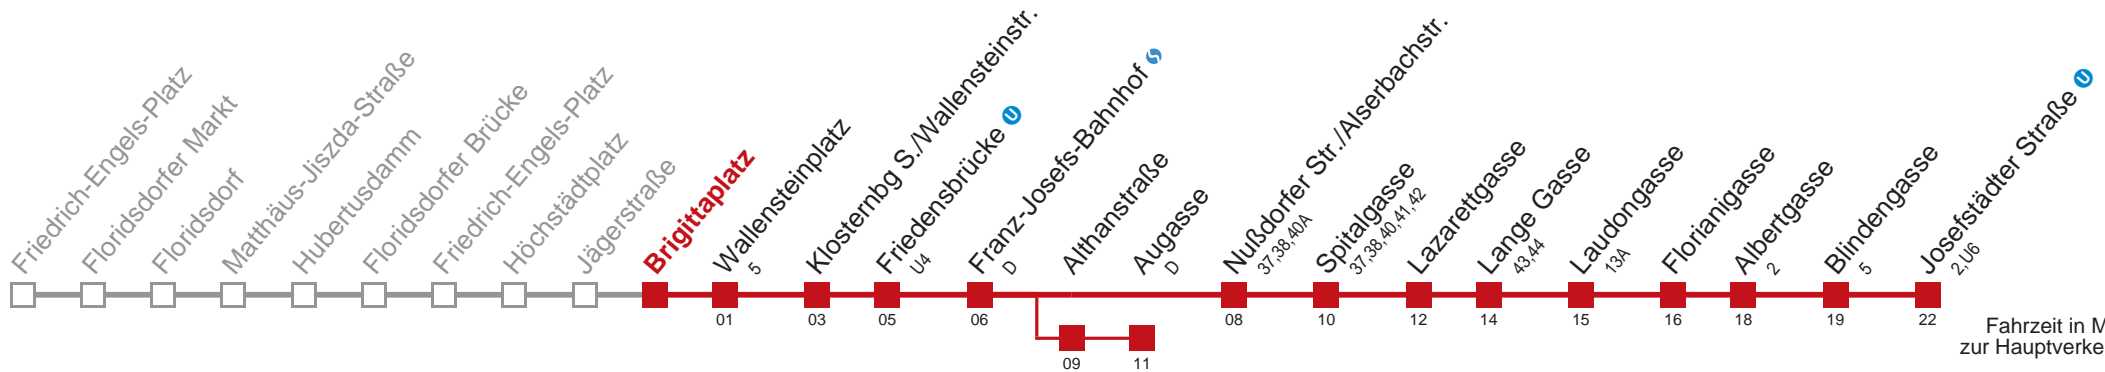 Friedrich-Engels-Platz
Floridsdorfer Markt
Floridsdorf
Matthäus-Jiszda-Straße
Hubertusdamm
Floridsdorfer Brücke
Friedrich-Engels-Platz
Höchstädtplatz
Jägerstraße
Brigittaplatz
Wallensteinplatz
5
Klosternbg S./Wallensteinstr.
Friedensbrücke U
U4
Franz-Josefs-Bahnhof S
D
Althanstraße
Augasse
D
Nußdorfer Str./Alserbachstr.
37,38,40A
Spitalgasse
37,38,40,41,42
Lazarettgasse
Lange Gasse
43,44
Laudongasse
13A
Florianigasse
Albertgasse
2
Blindengasse
5
Josefstädter Straße U
2,U6
01 03 05 06 08 10 12 14 15 16 18 19 22
09 11
Fahrzeit in M
zur Hauptverke